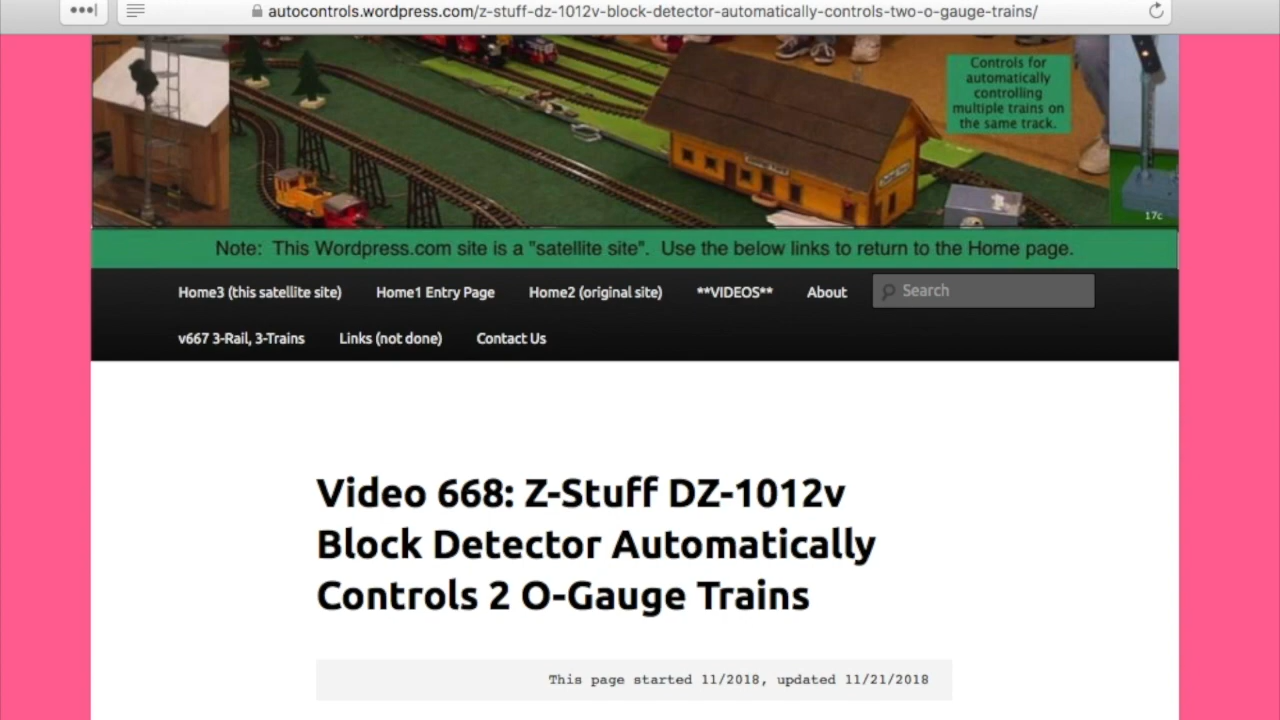 autocontrols.wordpress.com/z-stuff-dz-1012v-block-detector-automatically-controls-two-o-gauge-trains/
Controls for
automatically
controlling
multiple trains on
the same track.
17c
Note: This Wordpress.com site is a "satellite site". Use the below links to return to the Home page.
Home3 (this satellite site) Home1 Entry Page Home2 (original site) **VIDEOS** About Search
v667 3-Rail, 3-Trains Links (not done) Contact Us
Video 668: Z-Stuff DZ-1012v
Block Detector Automatically
Controls 2 O-Gauge Trains
This page started 11/2018, updated 11/21/2018